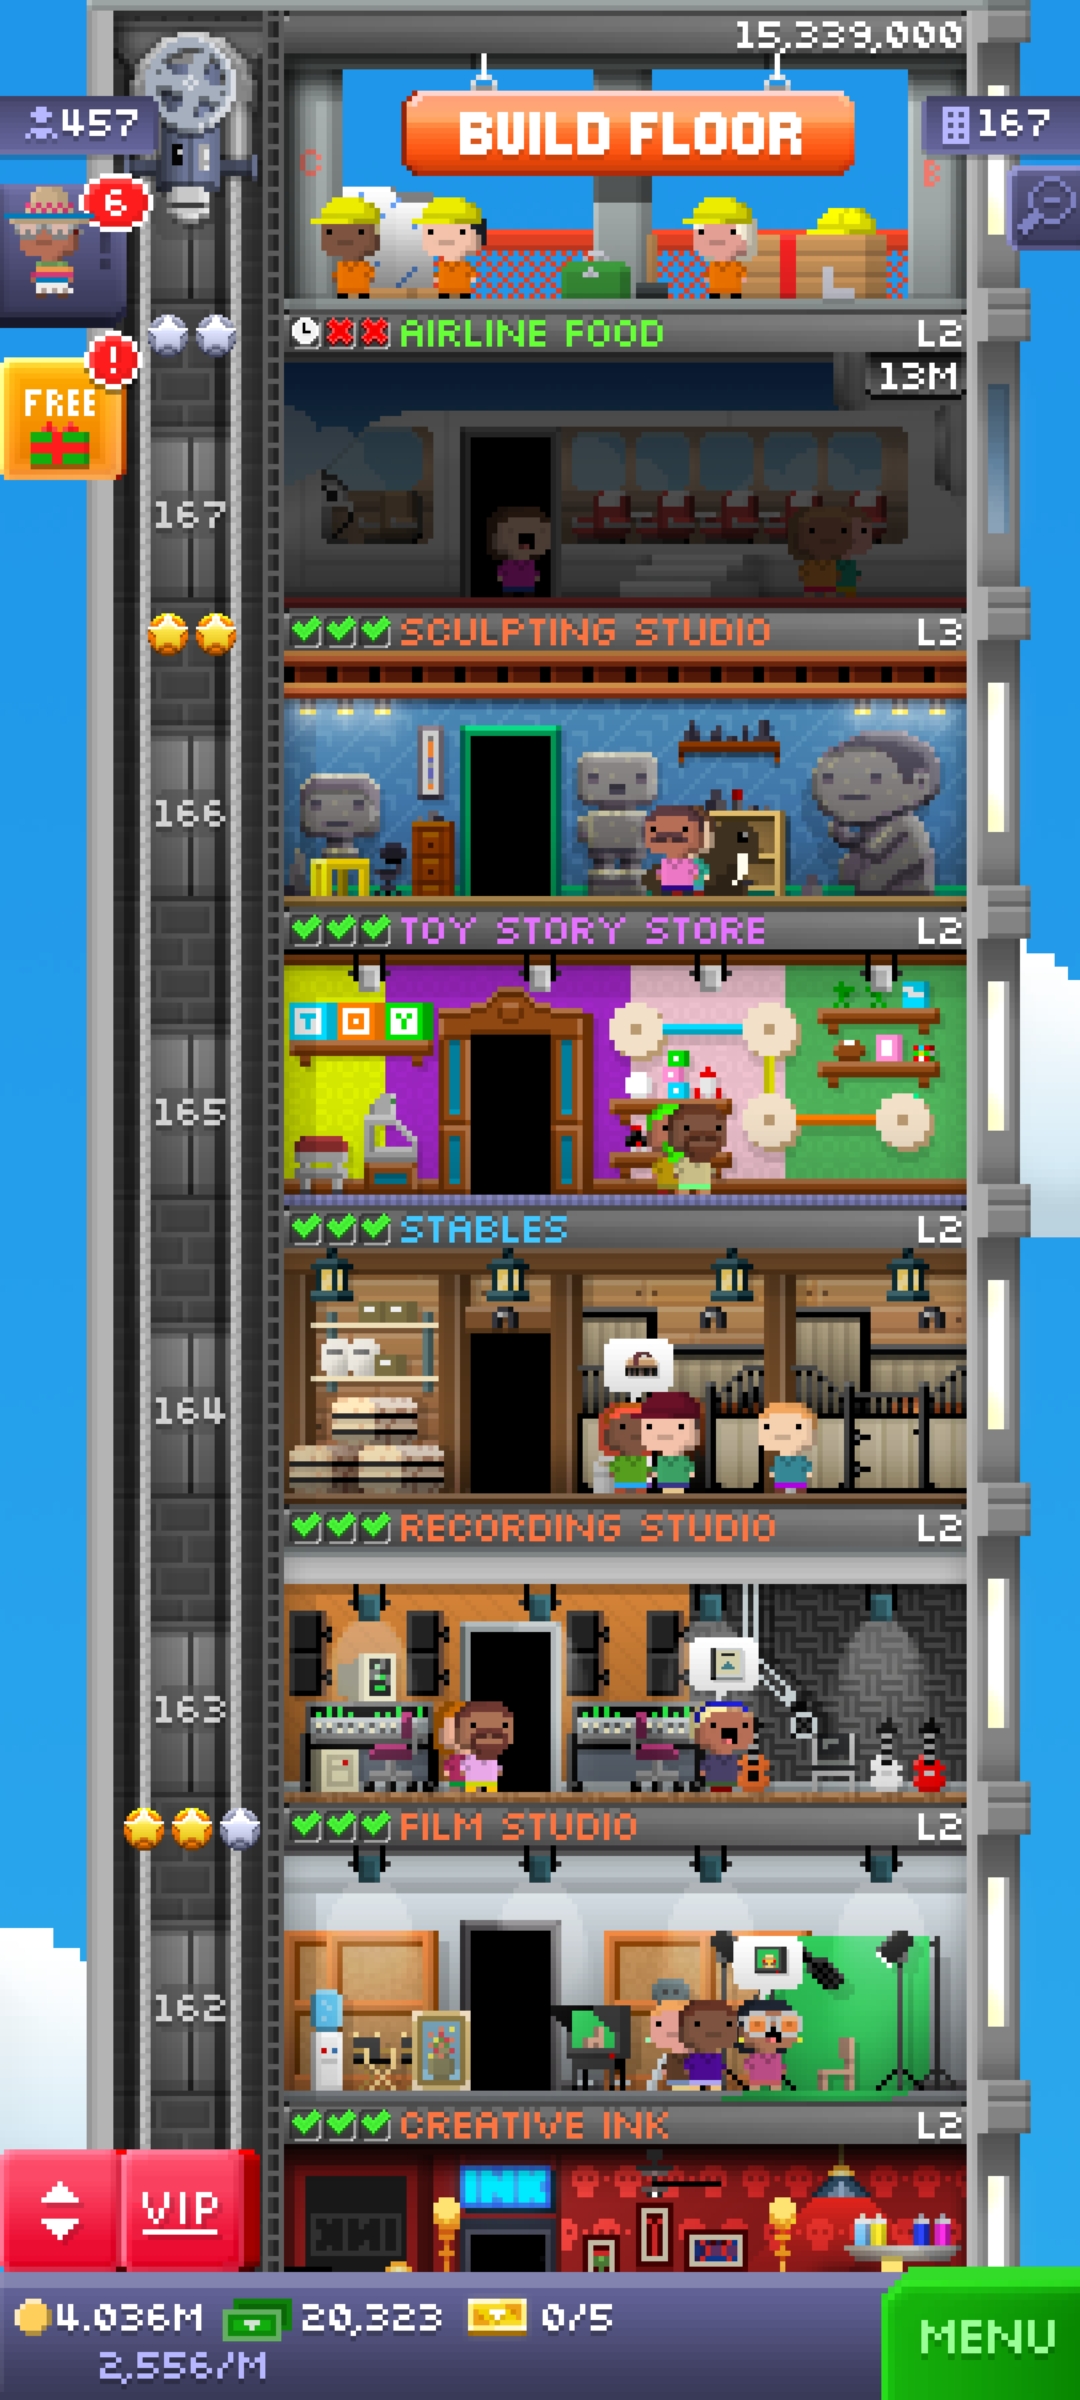 15,339,000
457
BUILD FLOOR
167
C
B
6
AIRLINE FOOD L2
FREE
!
13M
167
SCULPTING STUDIO L3
166
TOY STORY STORE L2
TOY
165
STABLES L2
164
RECORDING STUDIO L2
163
FILM STUDIO L2
162
CREATIVE INK L2
VIP
INK
INK
4.036M 20,323 0/5
2,556/M
MENU